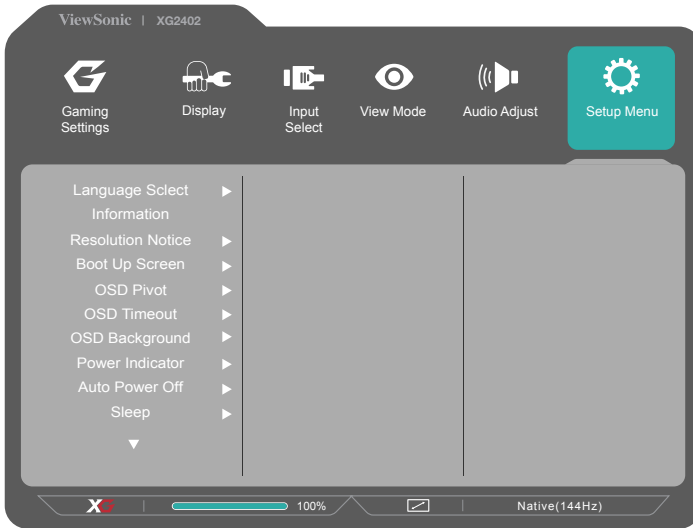 ViewSonic | XG2402
Gaming
Settings
Display
Input
Select
View Mode
Audio Adjust
Setup Menu
Language Sclect
Information
Resolution Notice
Boot Up Screen
OSD Pivot
OSD Timeout
OSD Background
Power Indicator
Auto Power Off
Sleep
XG | 100% | Native(144Hz)